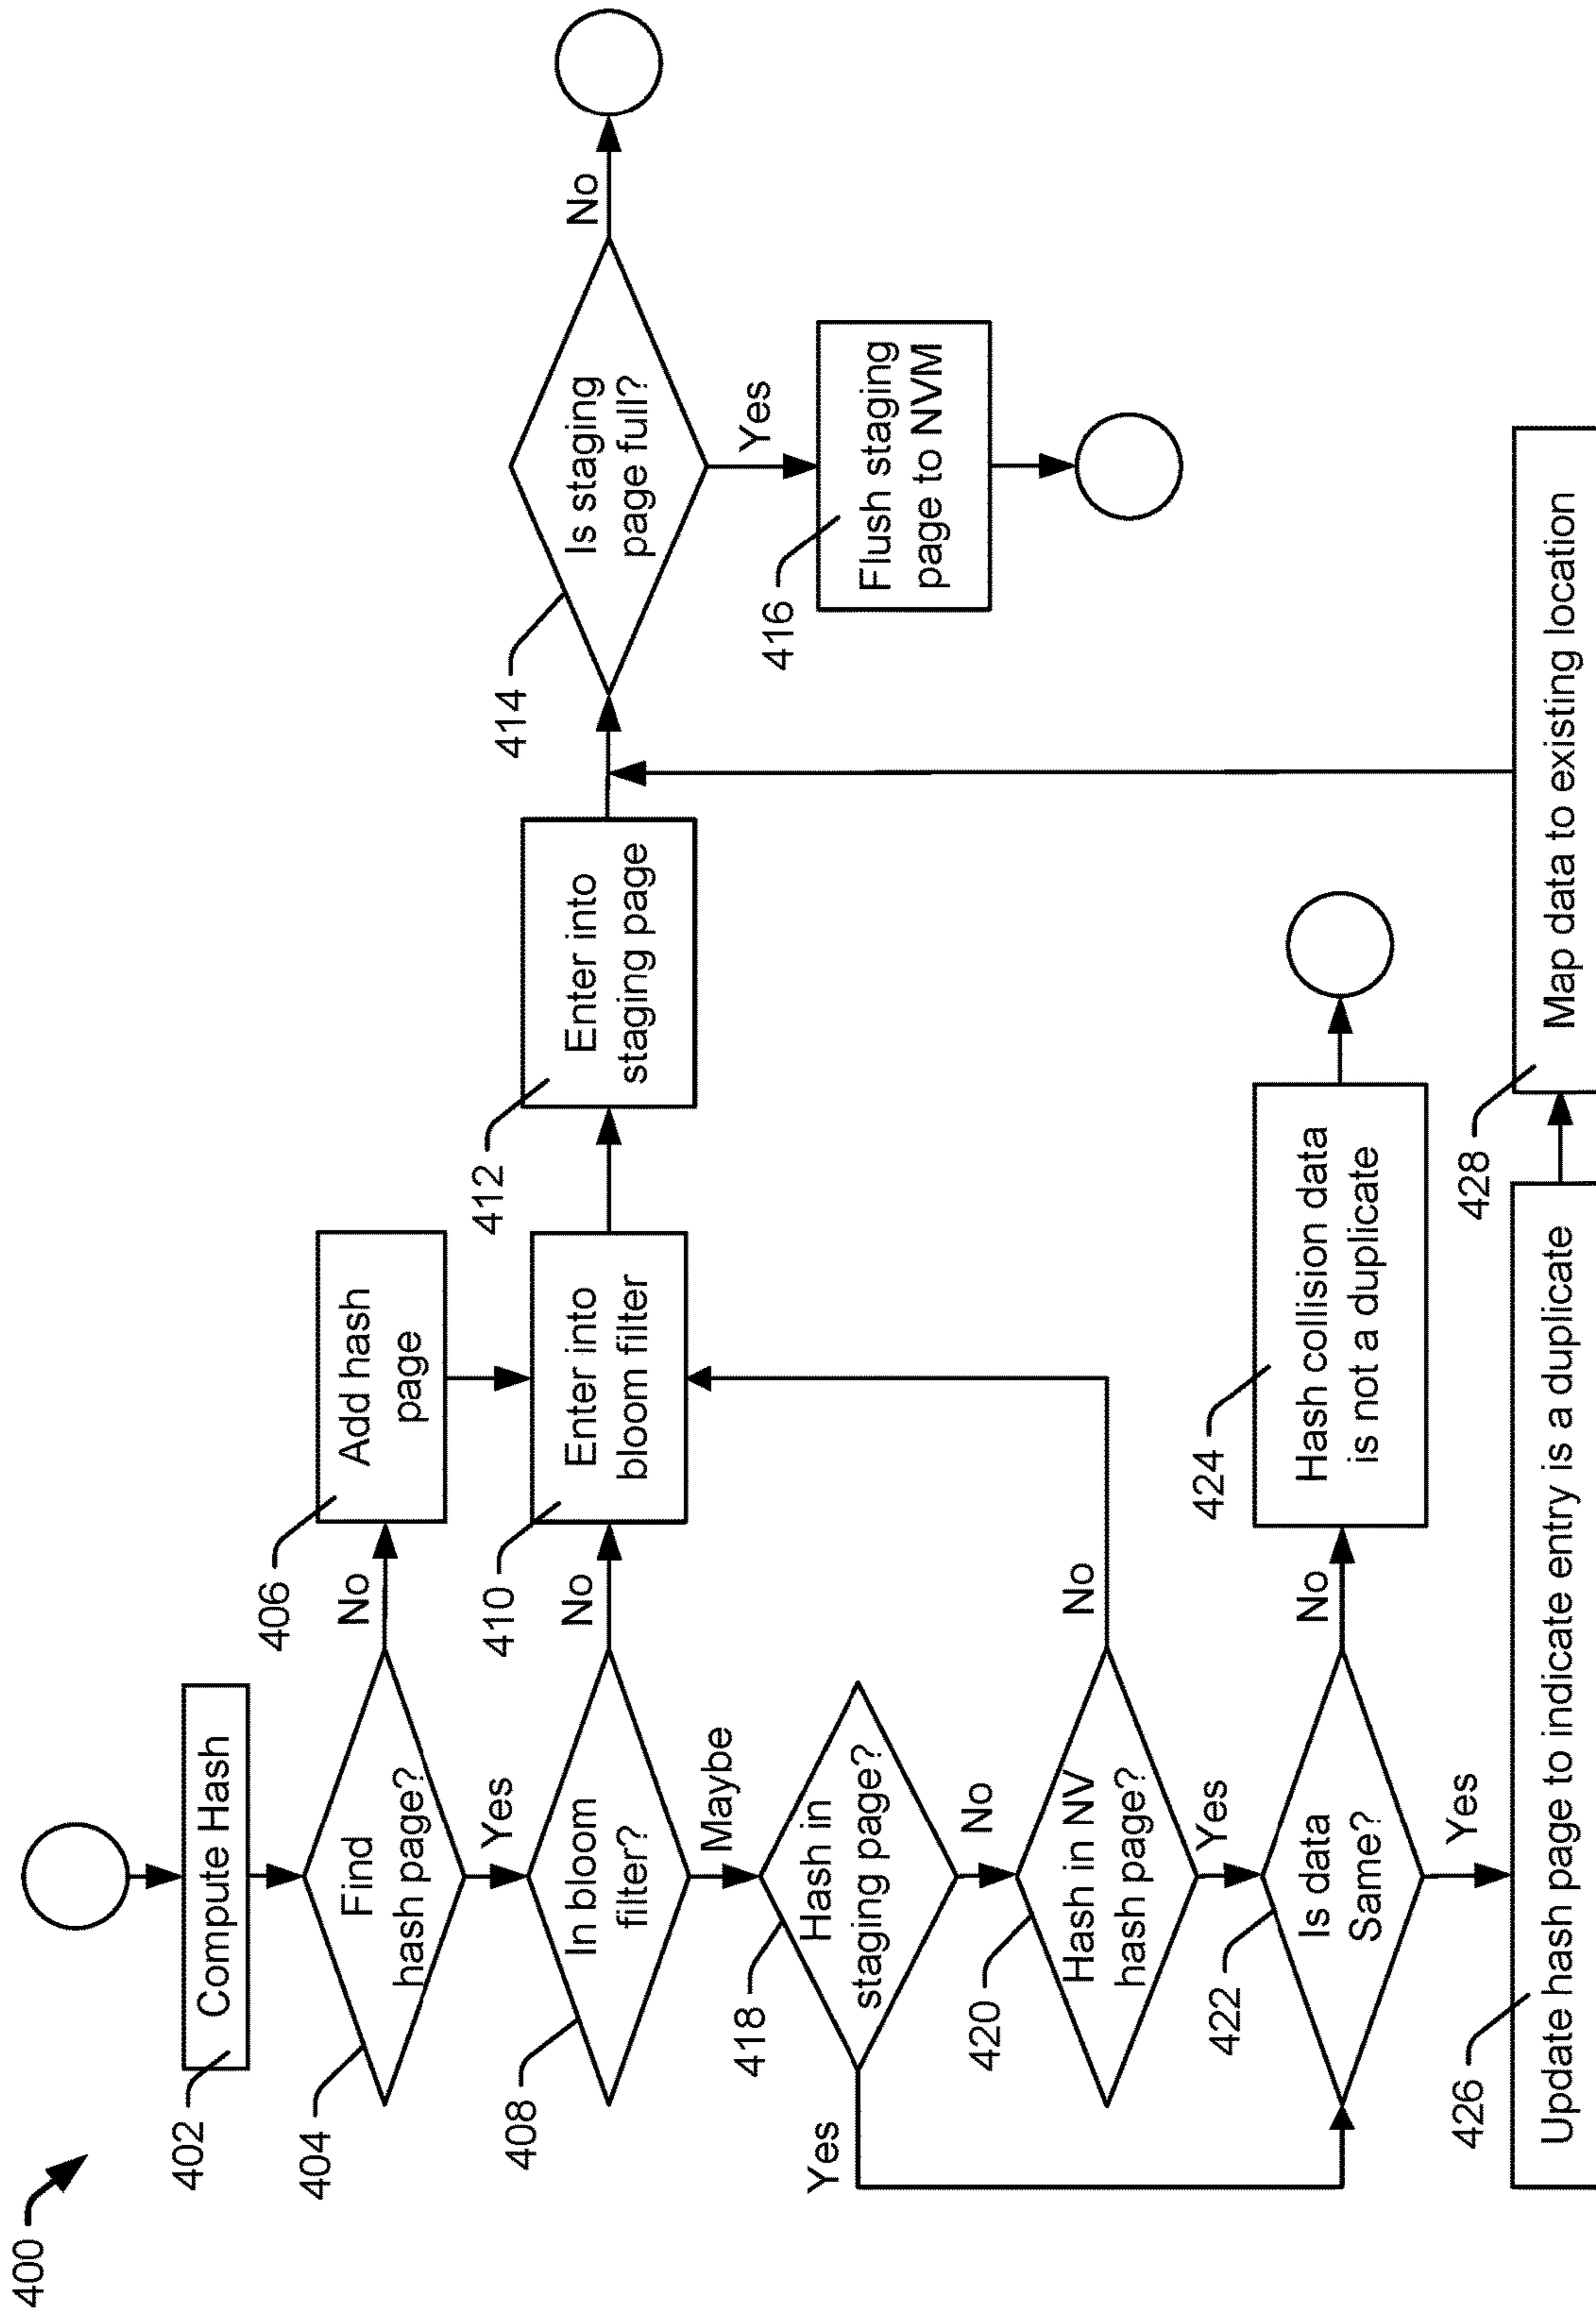 400
402
Compute Hash
404
Find
hash page?
No
406
Add hash
page
Yes
408
In bloom
filter?
No
410
Enter into
bloom filter
412
Enter into
staging page
414
Is staging
page full?
No
Yes
416
Flush staging
page to NVM
Maybe
418
Hash in
staging page?
Yes
No
420
Hash in NV
hash page?
No
Yes
422
Is data
Same?
No
424
Hash collision data
is not a duplicate
Yes
426
Update hash page to indicate entry is a duplicate
428
Map data to existing location